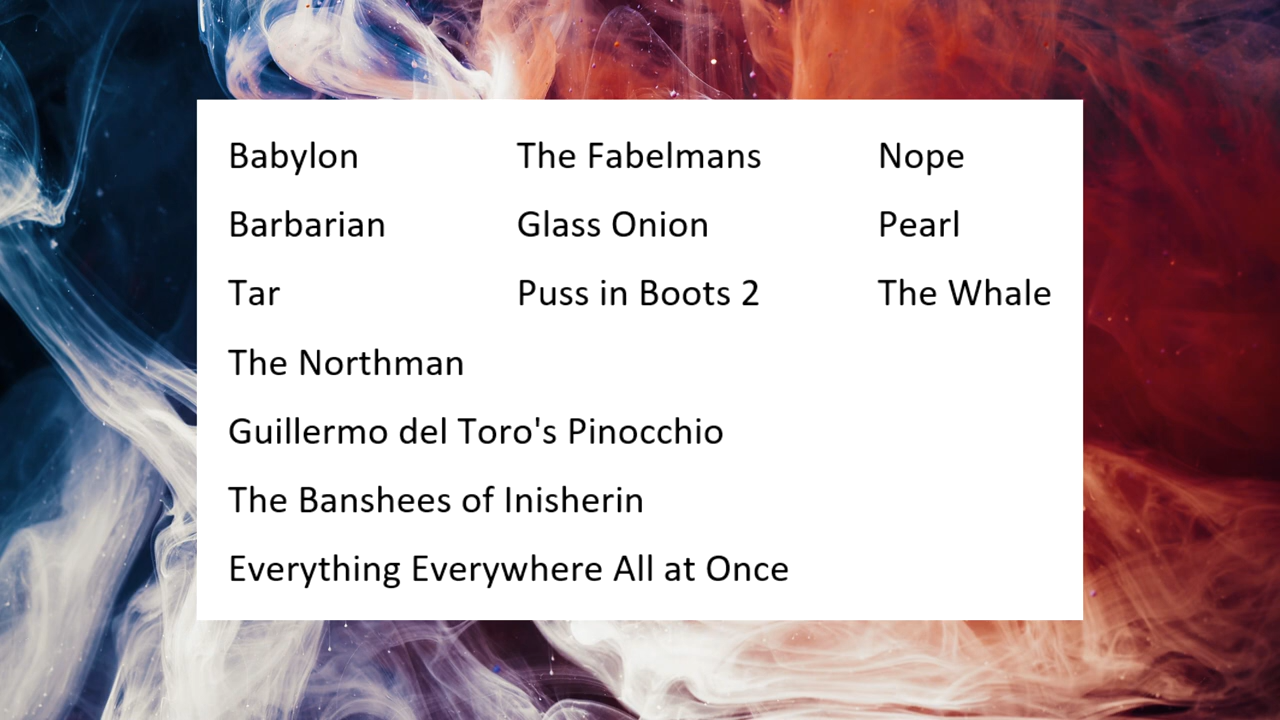 Babylon The Fabelmans Nope
Barbarian Glass Onion Pearl
Tar Puss in Boots 2 The Whale
The Northman
Guillermo del Toro's Pinocchio
The Banshees of Inisherin
Everything Everywhere All at Once